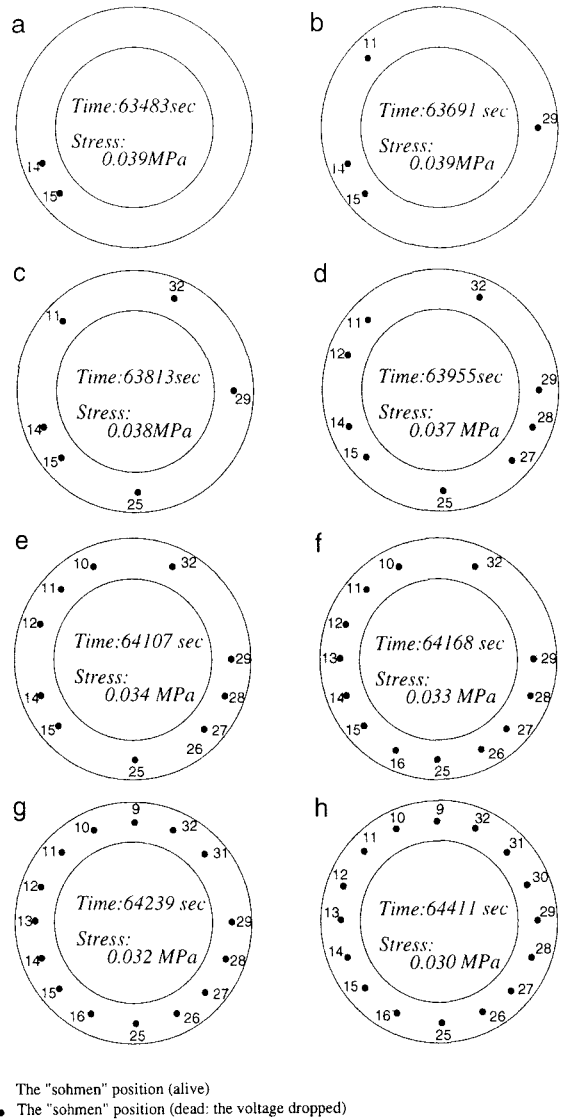 a
Time:63483sec
Stress:
0.039MPa
14
15
b
11
29
Time:63691 sec
Stress:
0.039MPa
14
15
c
32
11
Time:63813sec
29
Stress:
0.038MPa
14
15
25
d
32
11
12
Time:63955sec
29
28
Stress:
0.037 MPa
14
15
27
25
e
10
32
11
12
Time:64107 sec
29
Stress:
0.034 MPa
14
28
15
27
26
25
f
10
32
11
12
13
Time:64168 sec
29
Stress:
0.033 MPa
14
28
15
27
16
26
25
g
9
10
32
11
31
12
Time:64239 sec
13
29
Stress:
0.032 MPa
14
28
15
27
16
26
25
h
9
10
32
11
31
12
30
Time:64411 sec
13
29
Stress:
0.030 MPa
14
28
15
27
16
26
25
The "sohmen" position (alive)
The "sohmen" position (dead: the voltage dropped)